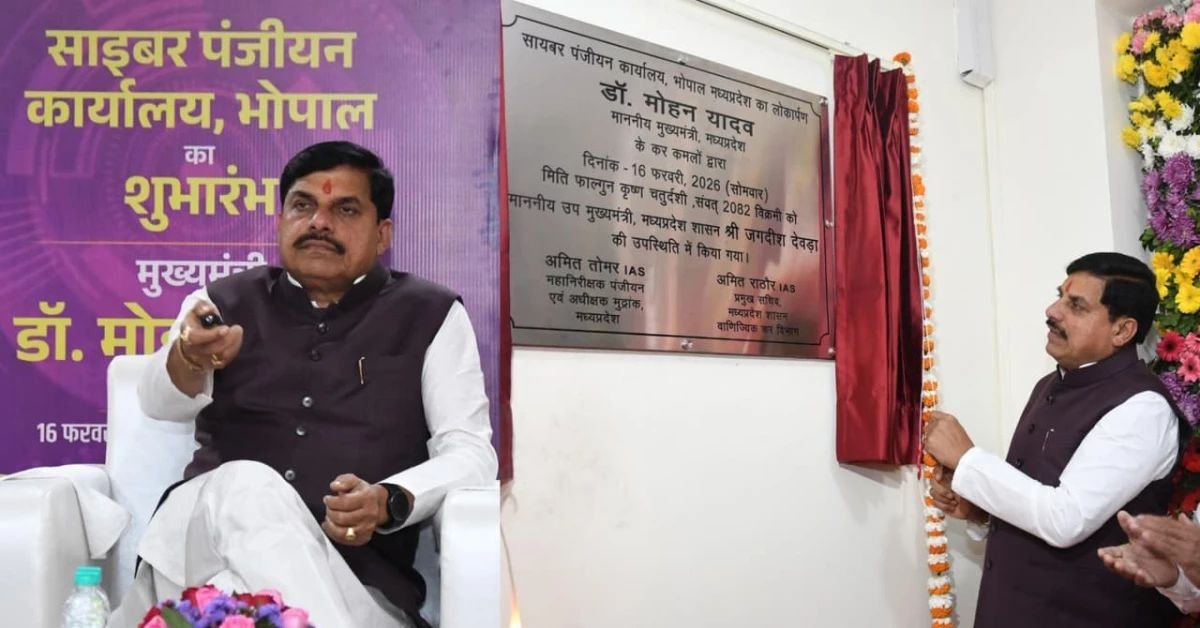 साइबर पंजीयन
कार्यालय, भोपाल
का
शुभारंभ
मुख्यमंत्री
डॉ.
16 फरव
सायबर पंजीयन कार्यालय, भोपाल मध्यप्रदेश का लोकार्पण
डॉ. मोहन यादव
माननीय मुख्यमंत्री, मध्यप्रदेश
के कर कमलों द्वारा
दिनांक - 16 फरवरी, 2026 (सोमवार)
मिति फाल्गुन कृष्ण चतुर्दशी ,संवत् 2082 विक्रमी को
माननीय उप मुख्यमंत्री, मध्यप्रदेश शासन श्री जगदीश देवड़ा
की उपस्थिति में किया गया।
अमित तोमर IAS
महानिरीक्षक पंजीयन
एवं अधीक्षक मुद्रांक,
मध्यप्रदेश
अमित राठौर IAS
प्रमुख सचिव,
मध्यप्रदेश शासन
वाणिज्यिक कर विभाग